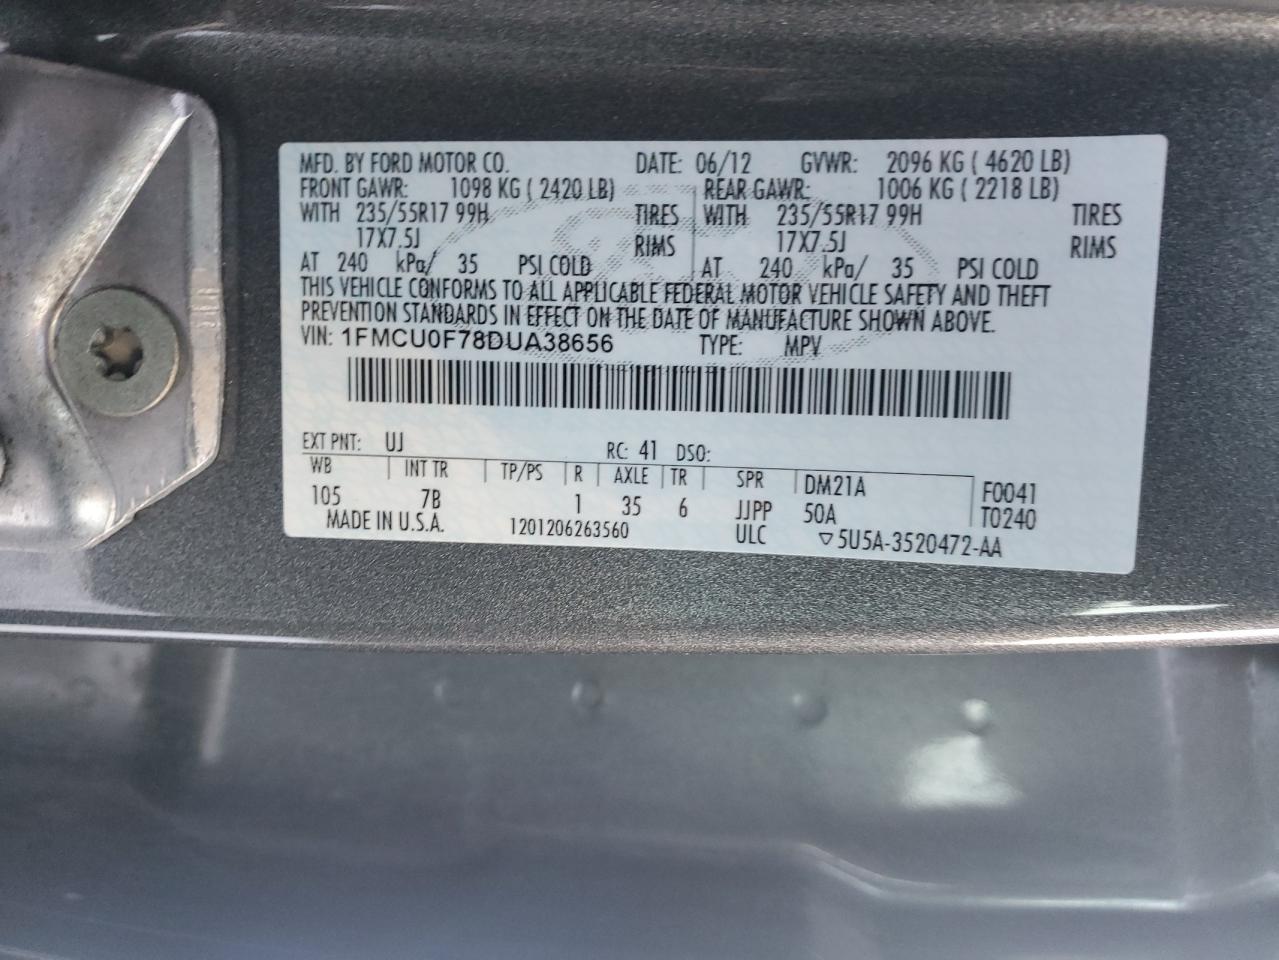 MFD. BY FORD MOTOR CO. DATE: 06/12 GVWR: 2096 KG ( 4620 LB)
FRONT GAWR: 1098 KG ( 2420 LB) REAR GAWR: 1006 KG ( 2218 LB)
WITH 235/55R17 99H TIRES WITH 235/55R17 99H TIRES
17X7.5J RIMS 17X7.5J RIMS
AT 240 kPa/ 35 PSI COLD AT 240 kPa/ 35 PSI COLD
THIS VEHICLE CONFORMS TO ALL APPLICABLE FEDERAL MOTOR VEHICLE SAFETY AND THEFT
PREVENTION STANDARDS IN EFFECT ON THE DATE OF MANUFACTURE SHOWN ABOVE.
VIN: 1FMCU0F78DUA38656 TYPE: MPV
EXT PNT: UJ RC: 41 DSO:
WB INT TR TP/PS R AXLE TR SPR DM21A F0041
105 7B 1 35 6 JJPP 50A T0240
MADE IN U.S.A. 1201206263560 ULC ▽5U5A-3520472-AA